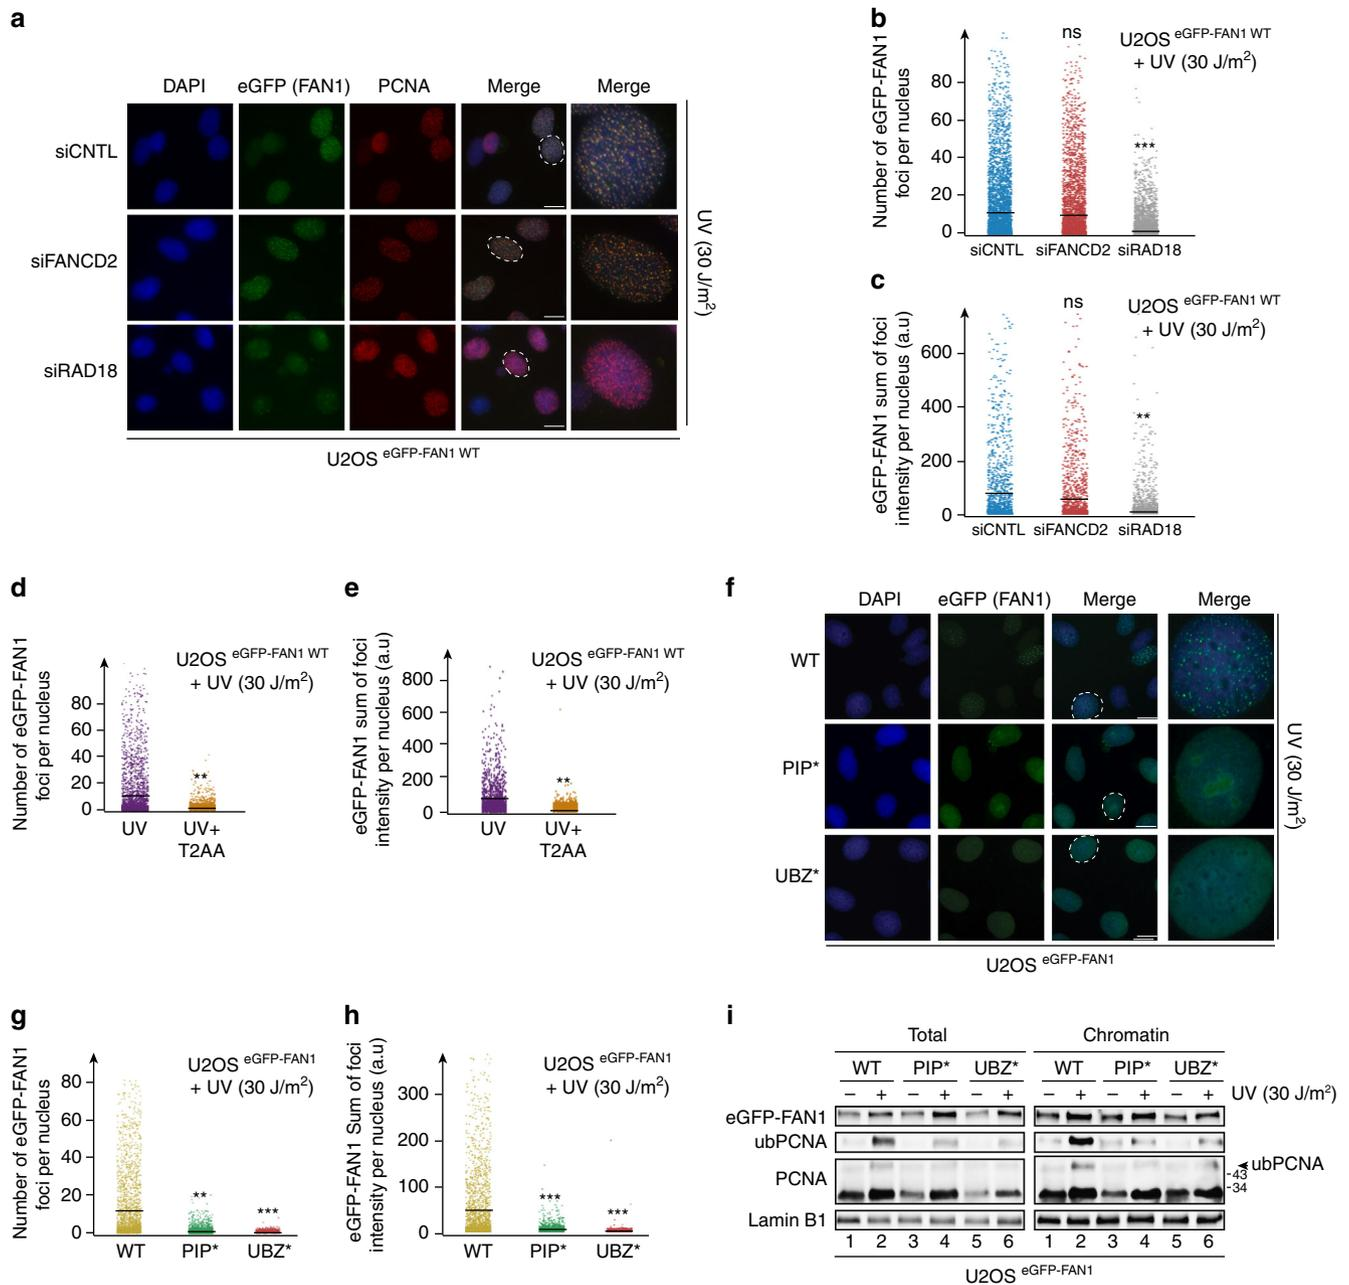 a
DAPI eGFP (FAN1) PCNA Merge Merge
siCNTL
siFANCD2
siRAD18
UV (30 J/m²)
U2OS eGFP-FAN1 WT
b
Number of eGFP-FAN1
foci per nucleus
80
60
40
20
0
ns
***
U2OS eGFP-FAN1 WT
+ UV (30 J/m²)
siCNTL siFANCD2 siRAD18
c
eGFP-FAN1 sum of foci
intensity per nucleus (a.u)
600
400
200
0
ns
**
U2OS eGFP-FAN1 WT
+ UV (30 J/m²)
siCNTL siFANCD2 siRAD18
d
Number of eGFP-FAN1
foci per nucleus
80
60
40
20
0
**
U2OS eGFP-FAN1 WT
+ UV (30 J/m²)
UV UV+
T2AA
e
eGFP-FAN1 sum of foci
intensity per nucleus (a.u)
800
600
400
200
0
**
U2OS eGFP-FAN1 WT
+ UV (30 J/m²)
UV UV+
T2AA
f
DAPI eGFP (FAN1) Merge Merge
WT
PIP*
UBZ*
UV (30 J/m²)
U2OS eGFP-FAN1
g
Number of eGFP-FAN1
foci per nucleus
80
60
40
20
0
**
***
U2OS eGFP-FAN1
+ UV (30 J/m²)
WT PIP* UBZ*
h
eGFP-FAN1 Sum of foci
intensity per nucleus (a.u)
300
200
100
0
***
***
U2OS eGFP-FAN1
+ UV (30 J/m²)
WT PIP* UBZ*
i
Total Chromatin
WT PIP* UBZ* WT PIP* UBZ*
− + − + − + − + − + − + UV (30 J/m²)
eGFP-FAN1
ubPCNA
PCNA
ubPCNA
43
34
Lamin B1
1 2 3 4 5 6 1 2 3 4 5 6
U2OS eGFP-FAN1